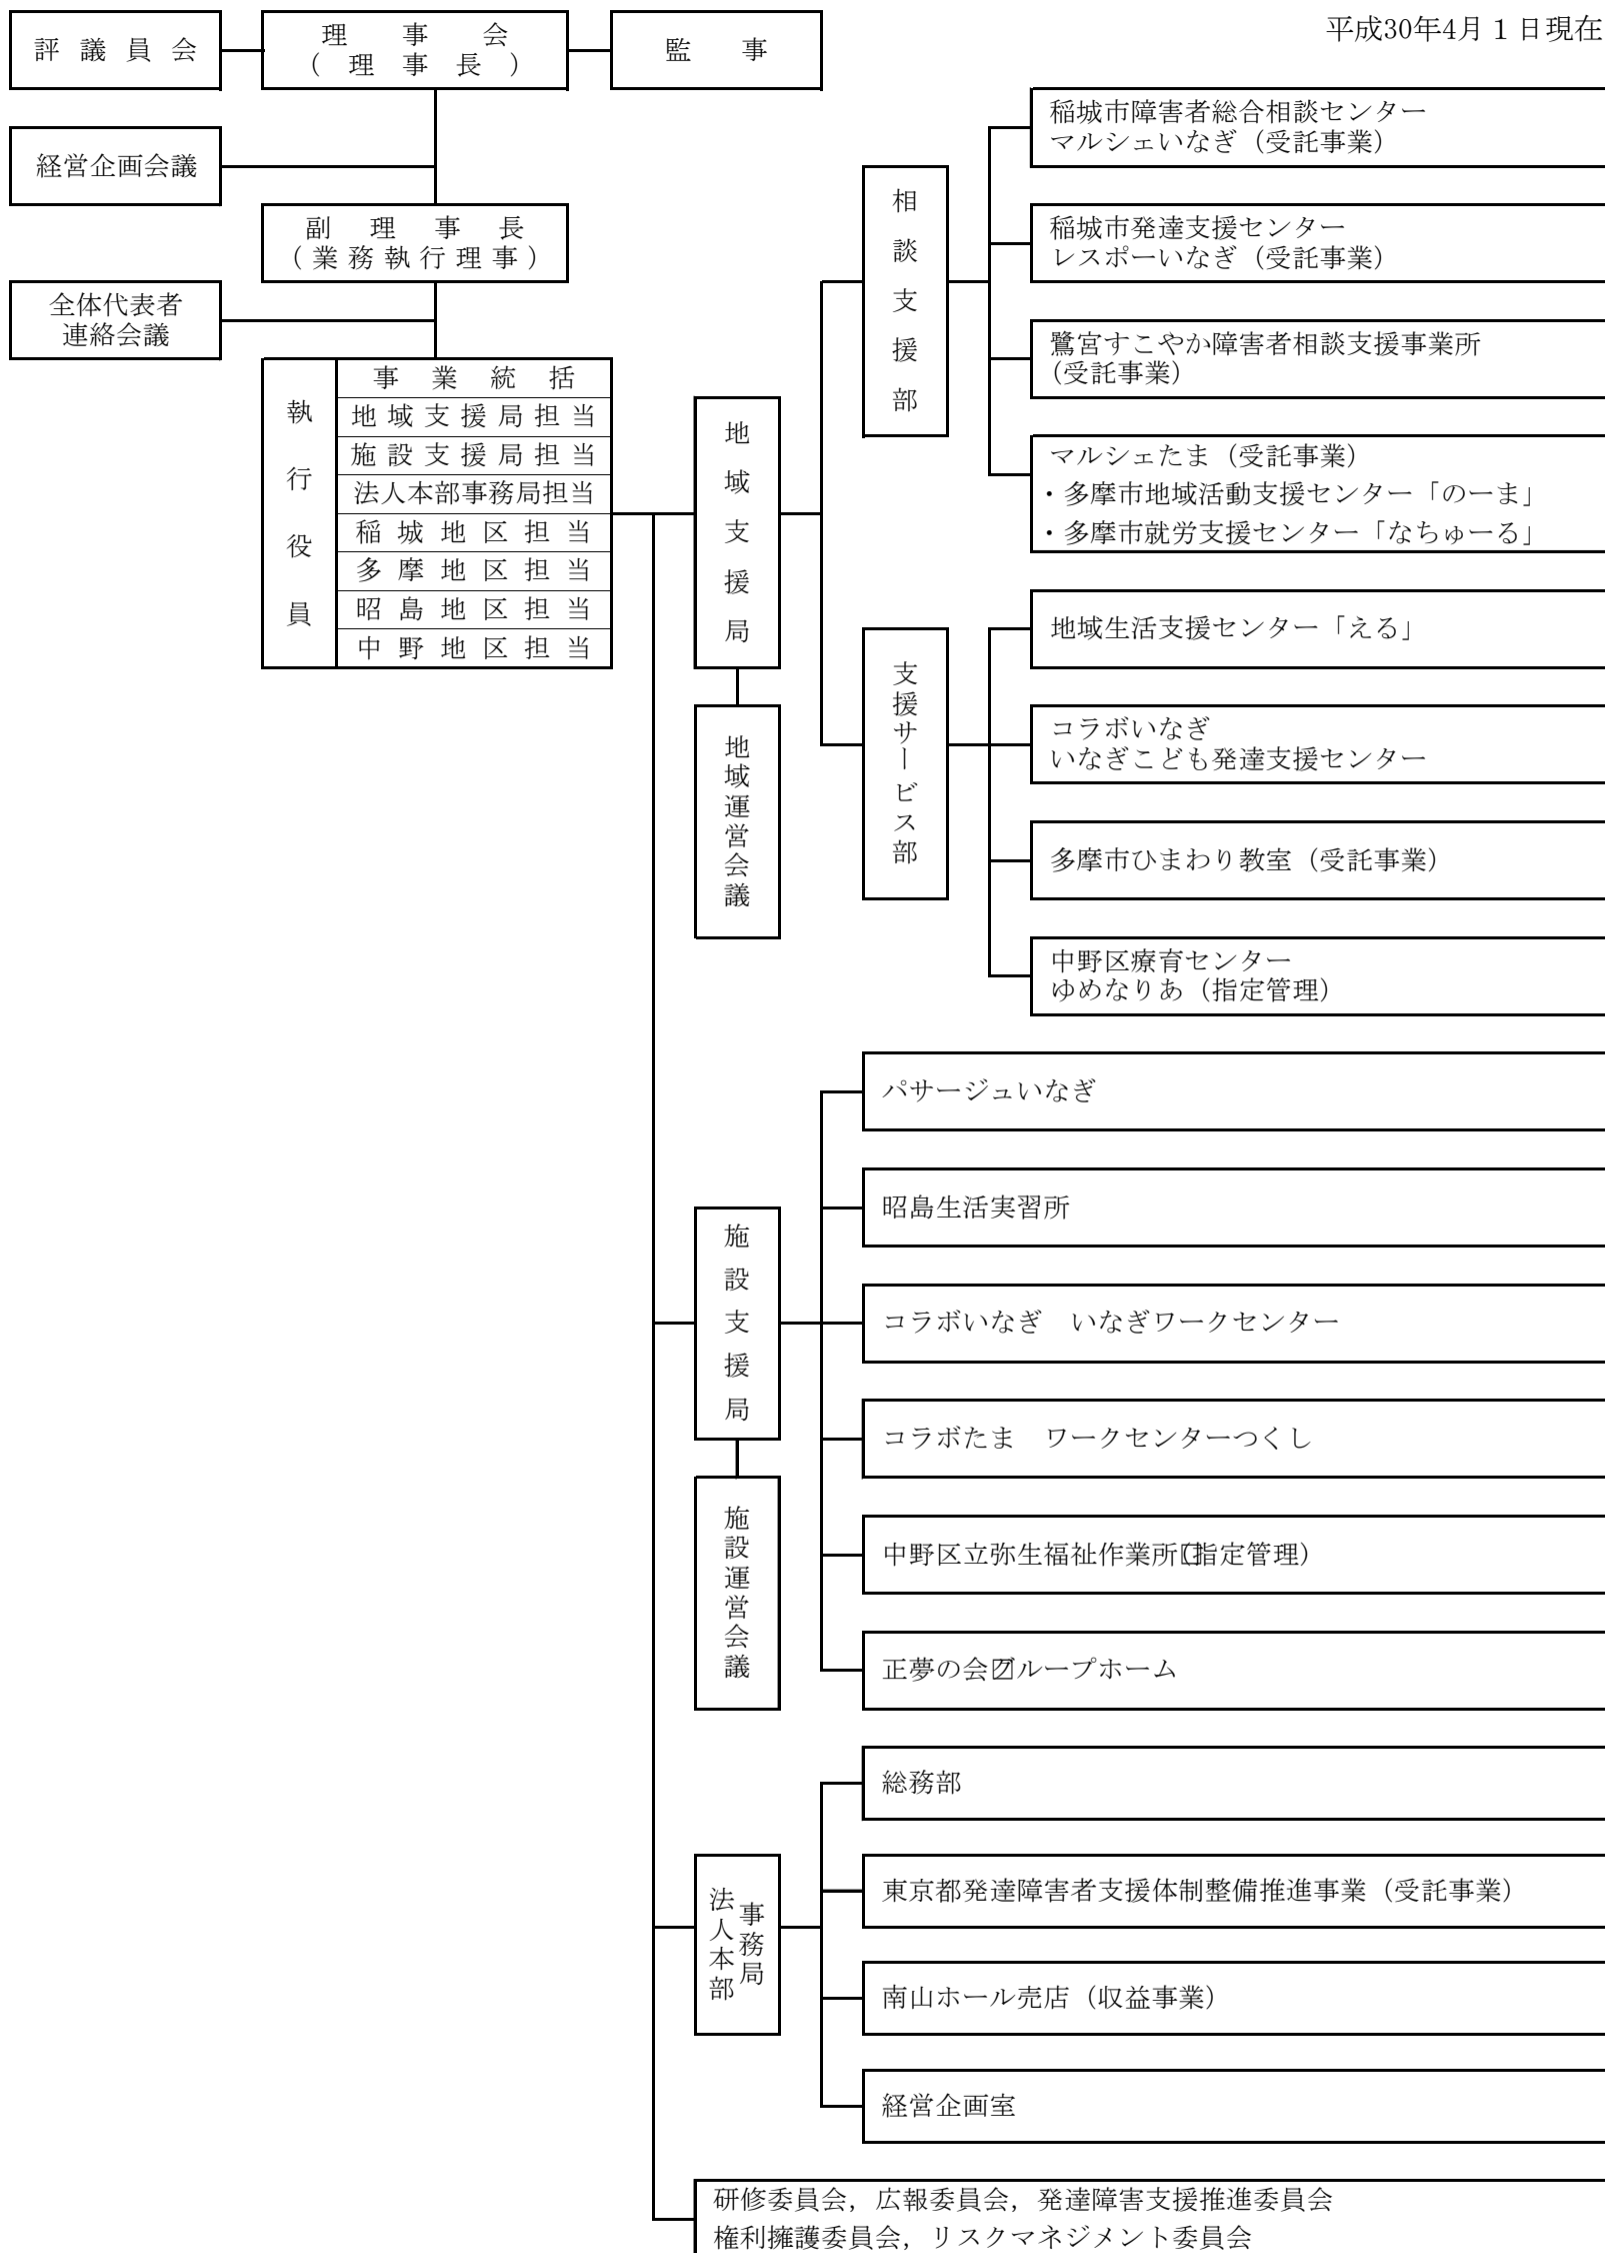 平成30年4月１日現在
評議員会
理事会
(理事長)
監事
経営企画会議
副理事長
(業務執行理事)
全体代表者
連絡会議
執行役員
事業統括
地域支援局担当
施設支援局担当
法人本部事務局担当
稲城地区担当
多摩地区担当
昭島地区担当
中野地区担当
地域支援局
地域運営会議
相談支援部
稲城市障害者総合相談センター
マルシェいなぎ（受託事業）
稲城市発達支援センター
レスポーいなぎ（受託事業）
鷺宮すこやか障害者相談支援事業所
(受託事業）
マルシェたま（受託事業）
・多摩市地域活動支援センター「のーま」
・多摩市就労支援センター「なちゅーる」
支援サービス部
地域生活支援センター「える」
コラボいなぎ
いなぎこども発達支援センター
多摩市ひまわり教室（受託事業）
中野区療育センター
ゆめなりあ（指定管理）
施設支援局
施設運営会議
パサージュいなぎ
昭島生活実習所
コラボいなぎ　いなぎワークセンター
コラボたま　ワークセンターつくし
中野区立弥生福祉作業所（指定管理）
正夢の会グループホーム
法人本部
事務局
総務部
東京都発達障害者支援体制整備推進事業（受託事業）
南山ホール売店（収益事業）
経営企画室
研修委員会，広報委員会，発達障害支援推進委員会
権利擁護委員会，リスクマネジメント委員会